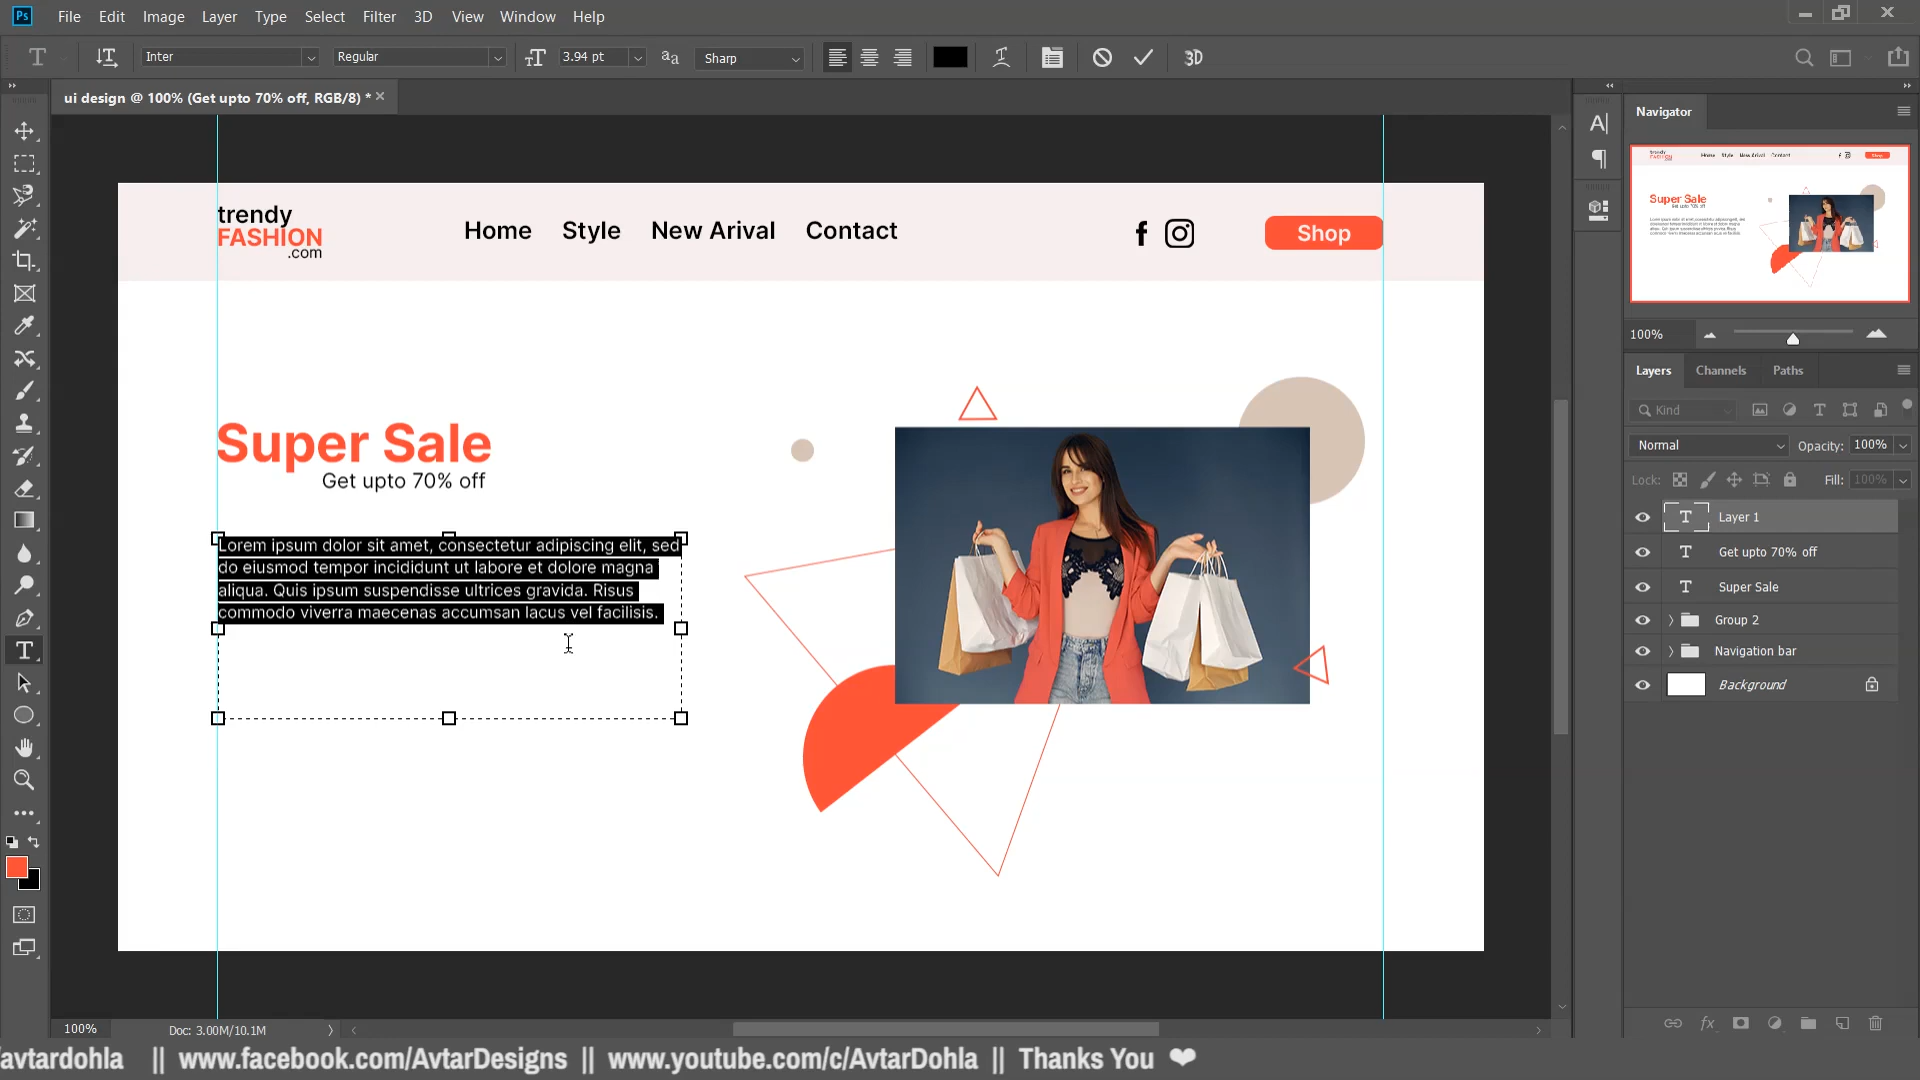 Ps File Edit Image Layer Type Select Filter 3D View Window Help
T Inter Regular 3.94 pt Sharp 3D
ui design @ 100% (Get upto 70% off, RGB/8) * ×
Navigator
trendy
FASHION
.com
Home Style New Arival Contact
Shop
Super Sale
Get upto 70% off
Lorem ipsum dolor sit amet, consectetur adipiscing elit, sed
do eiusmod tempor incididunt ut labore et dolore magna
aliqua. Quis ipsum suspendisse ultrices gravida. Risus
commodo viverra maecenas accumsan lacus vel facilisis.
100%
Layers Channels Paths
Kind
Normal Opacity: 100%
Lock: Fill: 100%
T Layer 1
T Get upto 70% off
T Super Sale
Group 2
Navigation bar
Background
fx
100% Doc: 3.00M/10.1M
/avtardohla || www.facebook.com/AvtarDesigns || www.youtube.com/c/AvtarDohla || Thanks You ❤